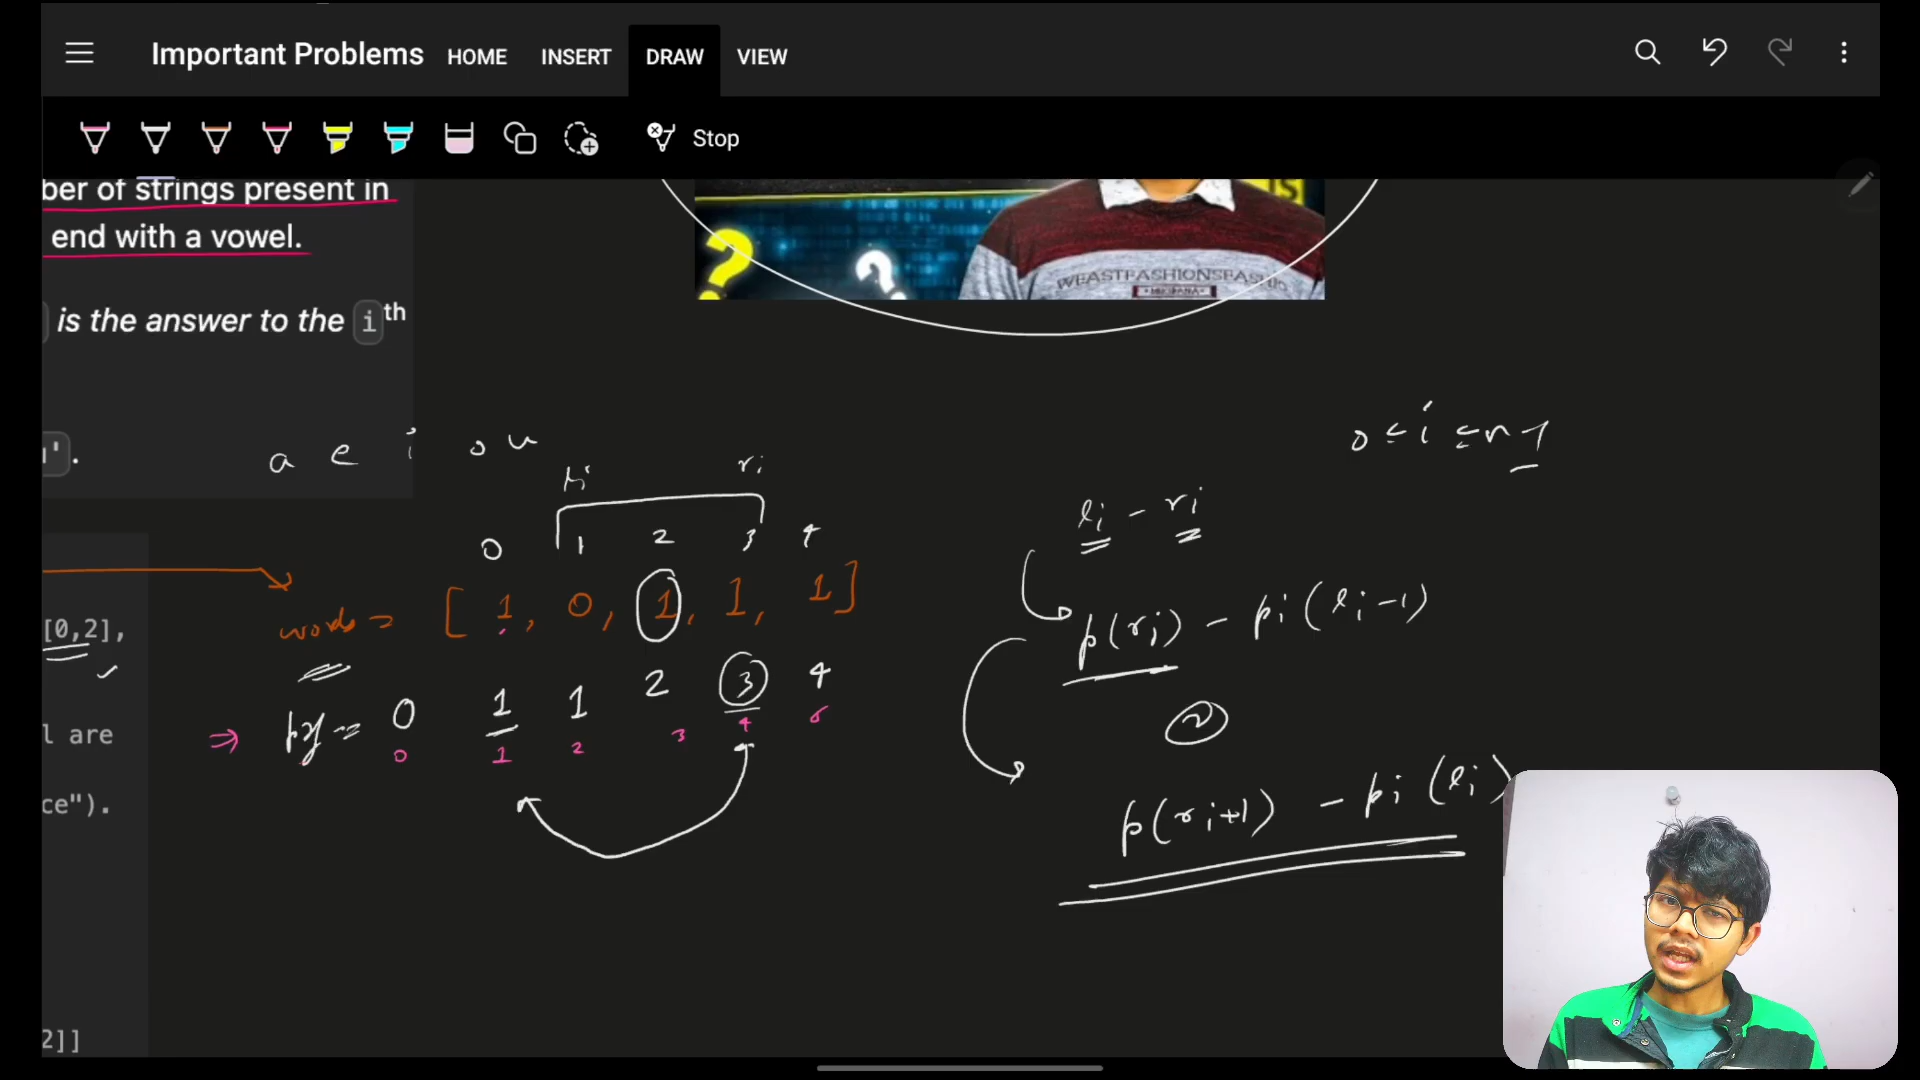 Important Problems HOME INSERT DRAW VIEW
Stop
ber of strings present in
end with a vowel.
is the answer to the i th
'.
a e i o u
0 ≤ i ≤ n-1
ri
li - ri
0 1 2 3 4
words = [ 1, 0, 1, 1, 1 ]
[0,2],
p(ri) - pi(li-1)
⇒ = 0 1 1 2 3 4
0 1 2 3 4
l are
p(ri+1) - pi(li)
ce").
2]]
WEASTFASHIONSFASHIO